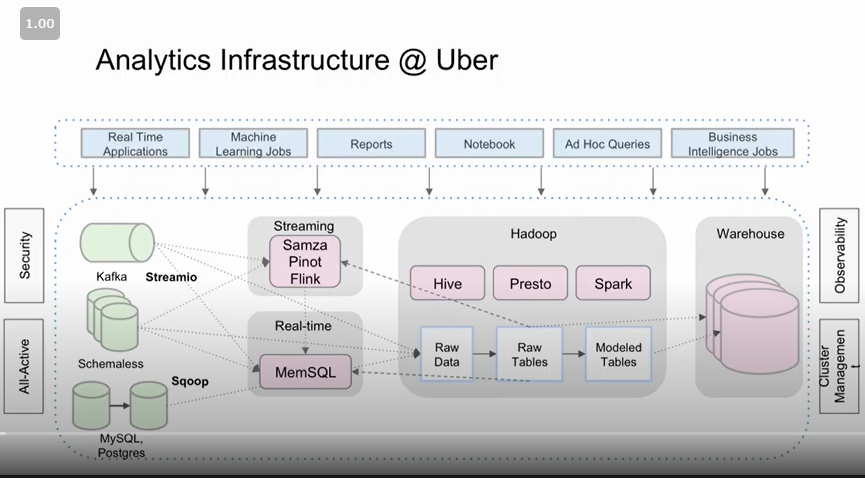 1.00
Analytics Infrastructure @ Uber
Real Time
Applications
Machine
Learning Jobs
Reports
Notebook
Ad Hoc Queries
Business
Intelligence Jobs
Security
All-Active
Kafka
Streamio
Schemaless
Sqoop
MySQL,
Postgres
Streaming
Samza
Pinot
Flink
Real-time
MemSQL
Hadoop
Hive
Presto
Spark
Raw
Data
Raw
Tables
Modeled
Tables
Warehouse
Observability
Cluster
Managemen
t